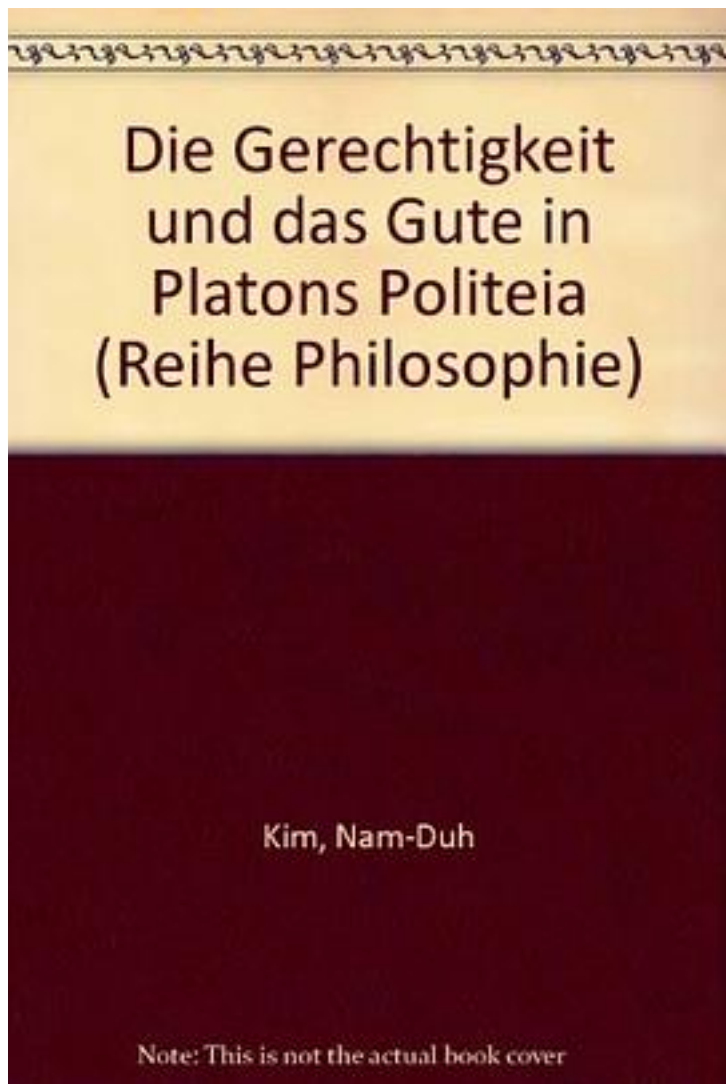 Die Gerechtigkeit
und das Gute in
Platons Politeia
(Reihe Philosophie)
Kim, Nam-Duh
Note: This is not the actual book cover